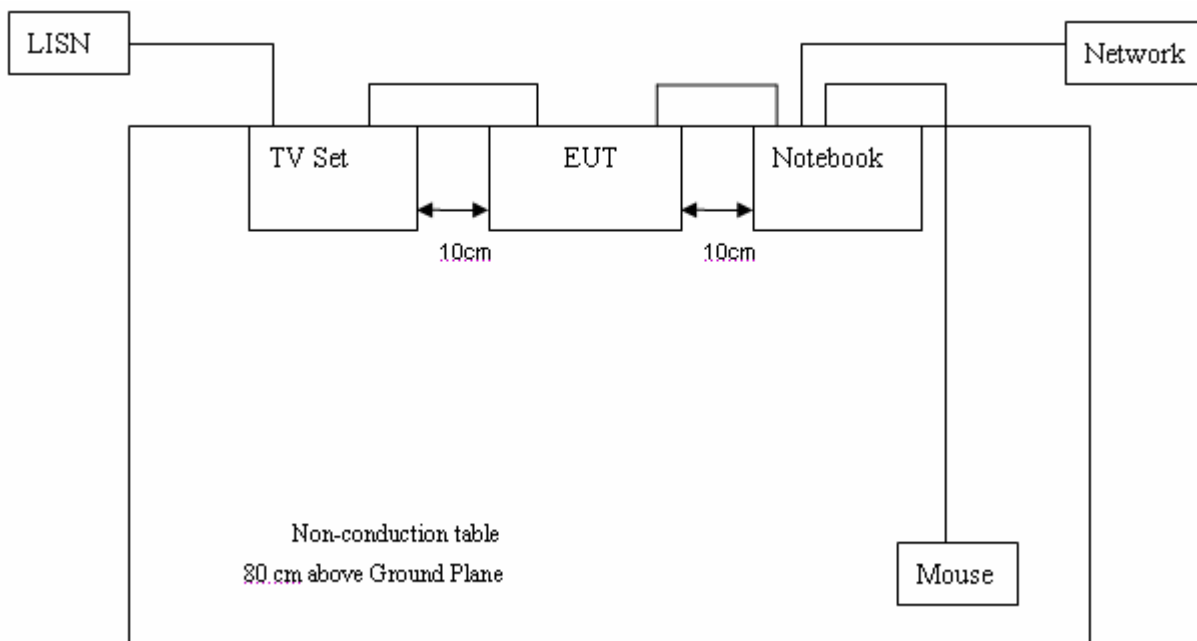 LISN
Network
TV Set
EUT
Notebook
10cm
10cm
Non-conduction table
80 cm above Ground Plane
Mouse